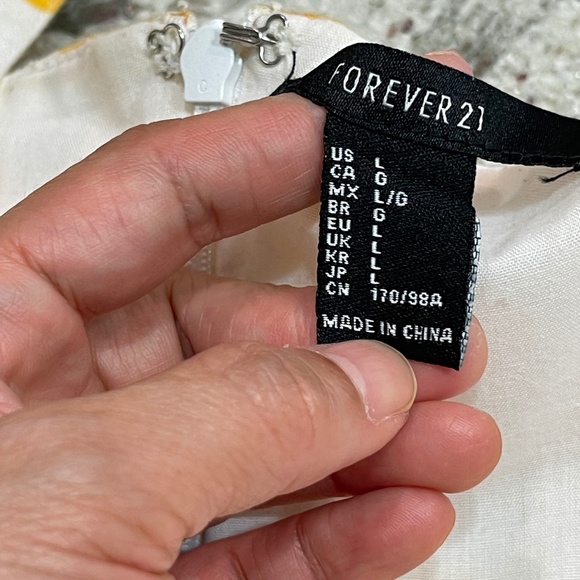 FOREVER 21
US L
CA G
MX L/G
BR G
EU L
UK L
KR L
JP L
CN 170/98A
MADE IN CHINA